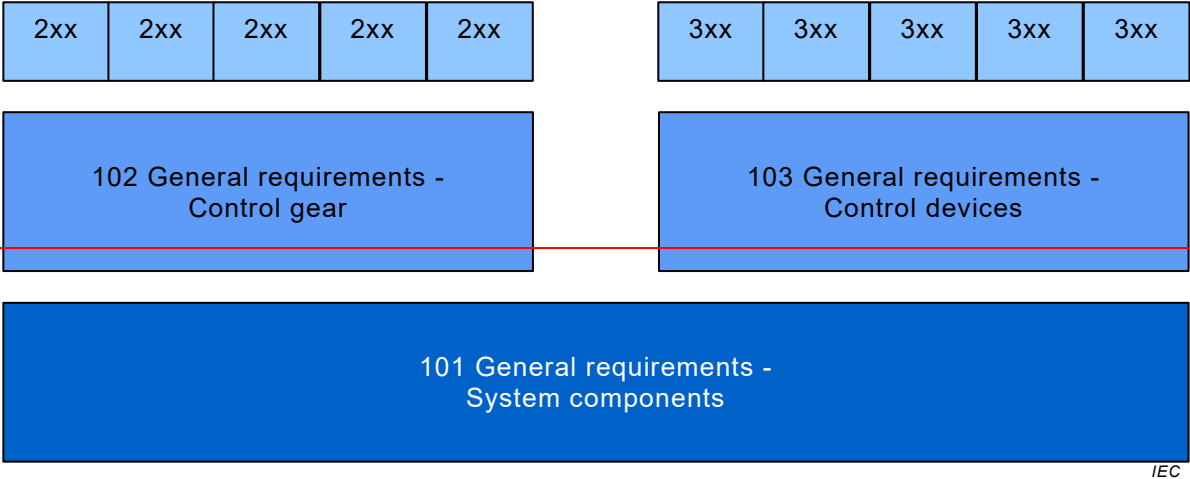 2xx 2xx 2xx 2xx 2xx 3xx 3xx 3xx 3xx 3xx
102 General requirements -
Control gear
103 General requirements -
Control devices
101 General requirements -
System components
IEC